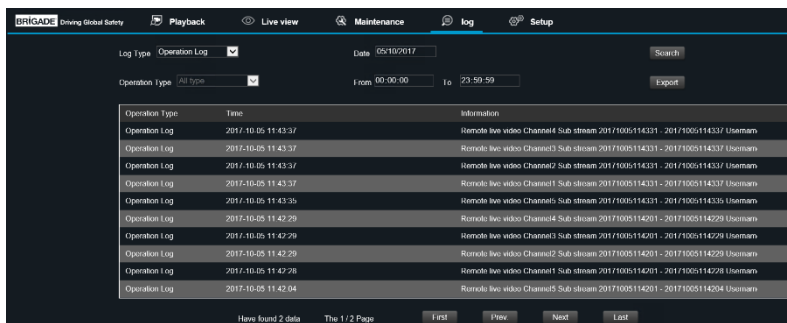 BRIGADE Driving Global Safety Playback Live view Maintenance log Setup
Log Type Operation Log Date 05/10/2017 Search
Operation Type All type From 00:00:00 To 23:59:59 Export
Operation Type Time Information
Operation Log 2017-10-05 11:43:37 Remote live video Channel4 Sub stream 20171005114331 - 20171005114337 Usernam
Operation Log 2017-10-05 11:43:37 Remote live video Channel3 Sub stream 20171005114331 - 20171005114337 Usernam
Operation Log 2017-10-05 11:43:37 Remote live video Channel2 Sub stream 20171005114331 - 20171005114337 Usernam
Operation Log 2017-10-05 11:43:37 Remote live video Channel1 Sub stream 20171005114331 - 20171005114337 Usernam
Operation Log 2017-10-05 11:43:35 Remote live video Channel5 Sub stream 20171005114331 - 20171005114335 Usernam
Operation Log 2017-10-05 11:42:29 Remote live video Channel4 Sub stream 20171005114201 - 20171005114229 Usernam
Operation Log 2017-10-05 11:42:29 Remote live video Channel3 Sub stream 20171005114201 - 20171005114229 Usernam
Operation Log 2017-10-05 11:42:29 Remote live video Channel2 Sub stream 20171005114201 - 20171005114229 Usernam
Operation Log 2017-10-05 11:42:28 Remote live video Channel1 Sub stream 20171005114201 - 20171005114228 Usernam
Operation Log 2017-10-05 11:42:04 Remote live video Channel5 Sub stream 20171005114201 - 20171005114204 Usernam
Have found 2 data The 1 / 2 Page First Prev. Next Last